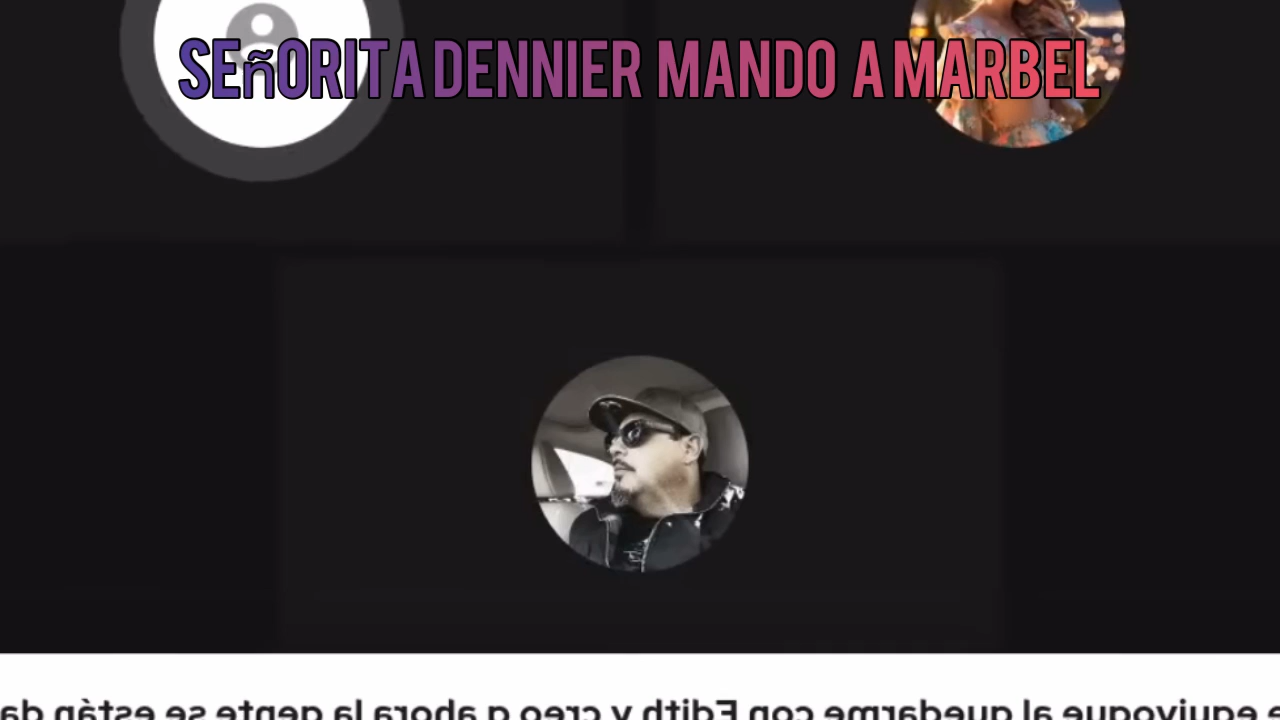 SEñORITA DENNIER MANDO A MARBEL
equivoque al quedarme con Edith y creo q ahora la gente se están